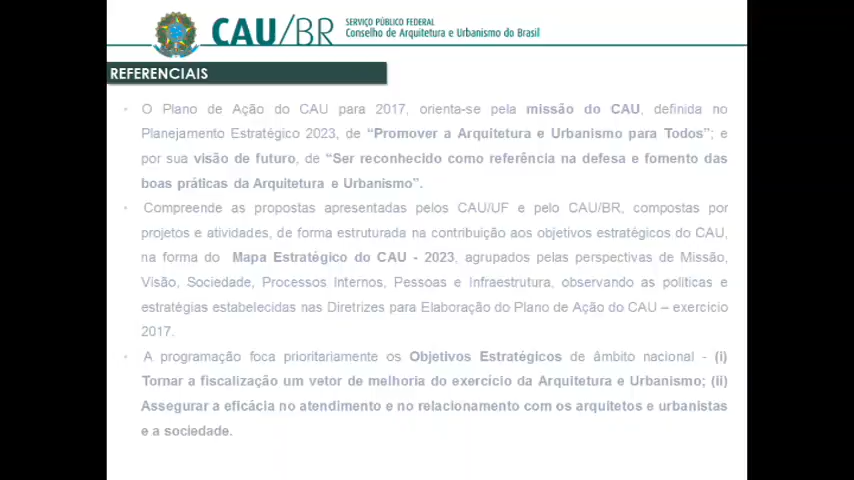 CAU/BR
SERVIÇO PÚBLICO FEDERAL
Conselho de Arquitetura e Urbanismo do Brasil
REFERENCIAIS
• O Plano de Ação do CAU para 2017, orienta-se pela missão do CAU, definida no
Planejamento Estratégico 2023, de “Promover a Arquitetura e Urbanismo para Todos”; e
por sua visão de futuro, de “Ser reconhecido como referência na defesa e fomento das
boas práticas da Arquitetura e Urbanismo”.
• Compreende as propostas apresentadas pelos CAU/UF e pelo CAU/BR, compostas por
projetos e atividades, de forma estruturada na contribuição aos objetivos estratégicos do CAU,
na forma do Mapa Estratégico do CAU - 2023, agrupados pelas perspectivas de Missão,
Visão, Sociedade, Processos Internos, Pessoas e Infraestrutura, observando as políticas e
estratégias estabelecidas nas Diretrizes para Elaboração do Plano de Ação do CAU – exercício
2017.
• A programação foca prioritariamente os Objetivos Estratégicos de âmbito nacional - (i)
Tornar a fiscalização um vetor de melhoria do exercício da Arquitetura e Urbanismo; (ii)
Assegurar a eficácia no atendimento e no relacionamento com os arquitetos e urbanistas
e a sociedade.